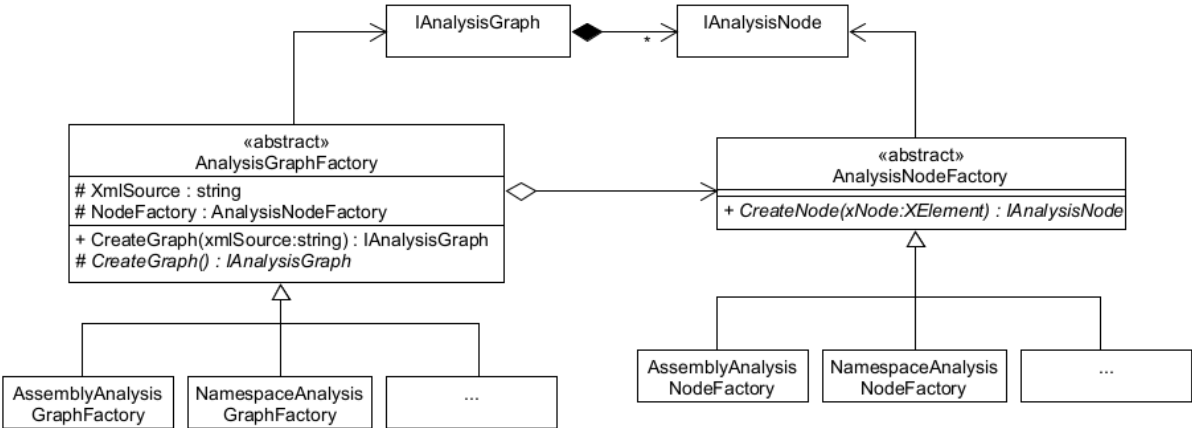 IAnalysisGraph
*
IAnalysisNode
«abstract»
AnalysisGraphFactory
# XmlSource : string
# NodeFactory : AnalysisNodeFactory
+ CreateGraph(xmlSource:string) : IAnalysisGraph
# CreateGraph() : IAnalysisGraph
«abstract»
AnalysisNodeFactory
+ CreateNode(xNode:XElement) : IAnalysisNode
AssemblyAnalysis
GraphFactory
NamespaceAnalysis
GraphFactory
...
AssemblyAnalysis
NodeFactory
NamespaceAnalysis
NodeFactory
...